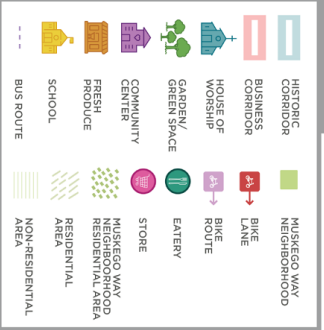 HISTORIC
CORRIDOR
BUSINESS
CORRIDOR
HOUSE OF
WORSHIP
GARDEN/
GREEN SPACE
COMMUNITY
CENTER
FRESH
PRODUCE
SCHOOL
BUS ROUTE
MUSKEGO WAY
NEIGHBORHOOD
BIKE
LANE
BIKE
ROUTE
EATERY
STORE
MUSKEGO WAY
NEIGHBOORHOOD
RESIDENTIAL AREA
RESIDENTIAL
AREA
NON-RESIDENTIAL
AREA